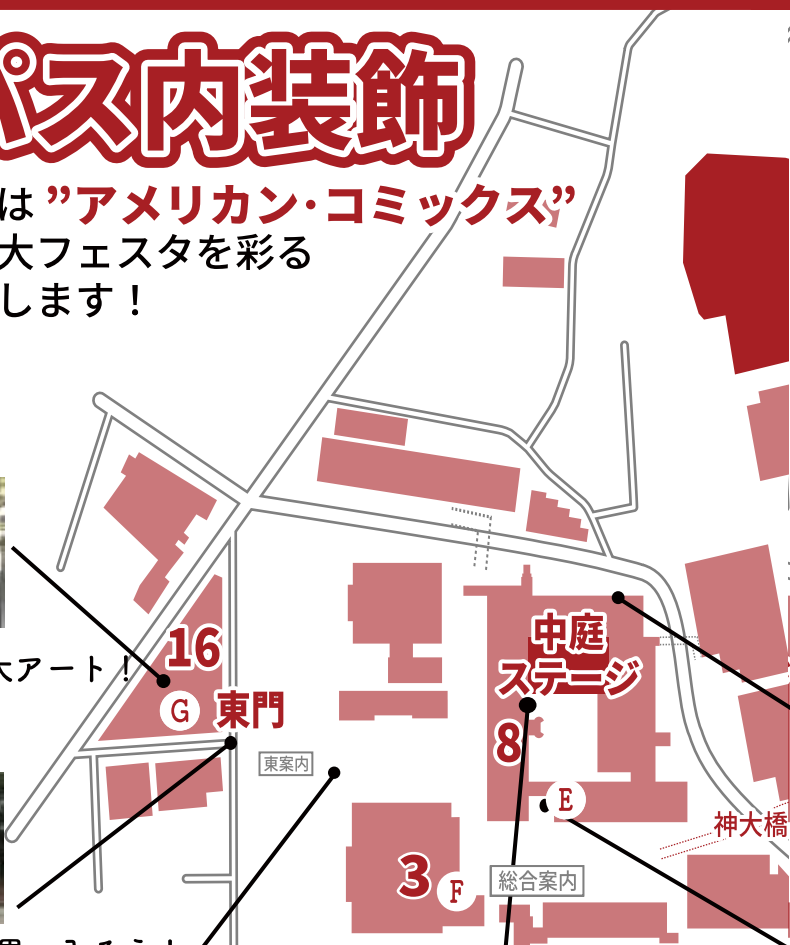 パス内装飾
は ”アメリカン・コミックス”
大フェスタを彩る
します！
中庭
ステージ
16
大アート！
G
東門
8
東案内
E
神大橋
3
F
総合案内